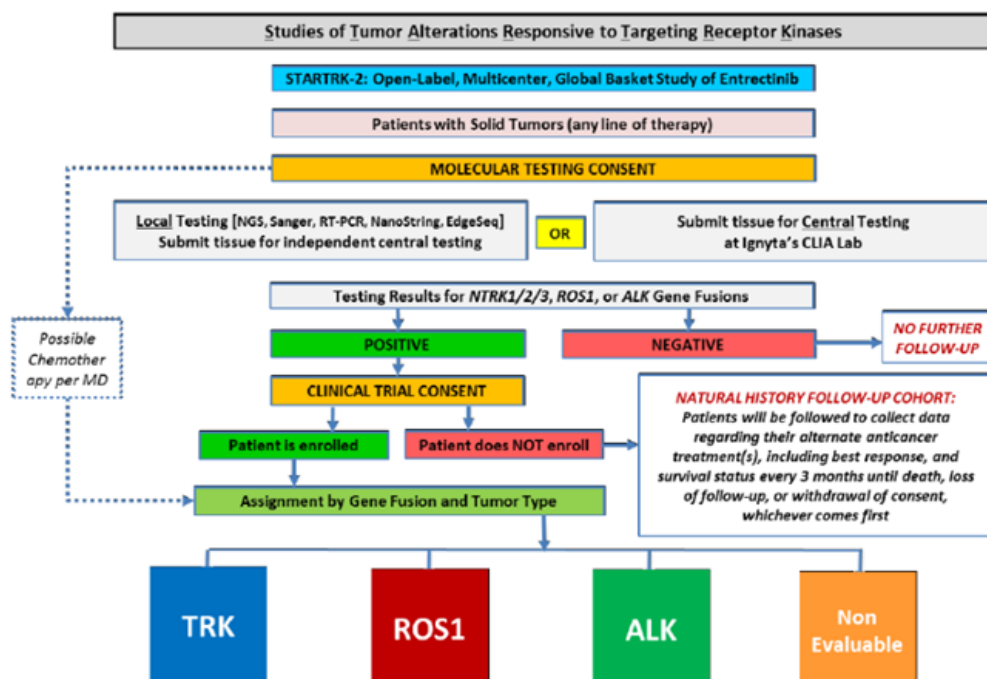 Studies of Tumor Alterations Responsive to Targeting Receptor Kinases
STARTRK-2: Open-Label, Multicenter, Global Basket Study of Entrectinib
Patients with Solid Tumors (any line of therapy)
MOLECULAR TESTING CONSENT
Local Testing [NGS, Sanger, RT-PCR, NanoString, EdgeSeq]
Submit tissue for independent central testing
OR
Submit tissue for Central Testing
at Ignyta's CLIA Lab
Testing Results for NTRK1/2/3, ROS1, or ALK Gene Fusions
Possible
Chemother
apy per MD
POSITIVE
NEGATIVE
NO FURTHER
FOLLOW-UP
CLINICAL TRIAL CONSENT
Patient is enrolled
Patient does NOT enroll
NATURAL HISTORY FOLLOW-UP COHORT:
Patients will be followed to collect data
regarding their alternate anticancer
treatment(s), including best response, and
survival status every 3 months until death, loss
of follow-up, or withdrawal of consent,
whichever comes first
Assignment by Gene Fusion and Tumor Type
TRK
ROS1
ALK
Non
Evaluable